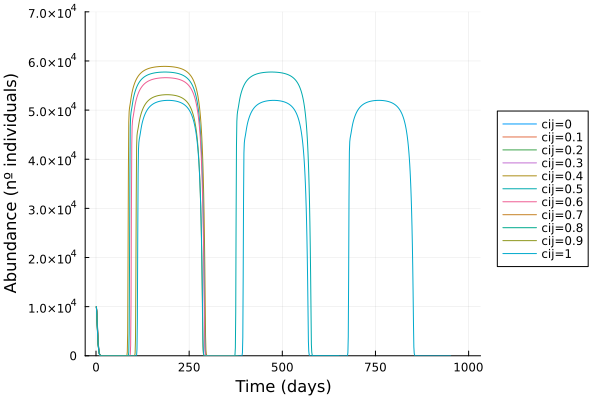 7.0×10⁴
6.0×10⁴
5.0×10⁴
4.0×10⁴
3.0×10⁴
2.0×10⁴
1.0×10⁴
0
Abundance (nº individuals)
0 250 500 750 1000
Time (days)
cij=0
cij=0.1
cij=0.2
cij=0.3
cij=0.4
cij=0.5
cij=0.6
cij=0.7
cij=0.8
cij=0.9
cij=1